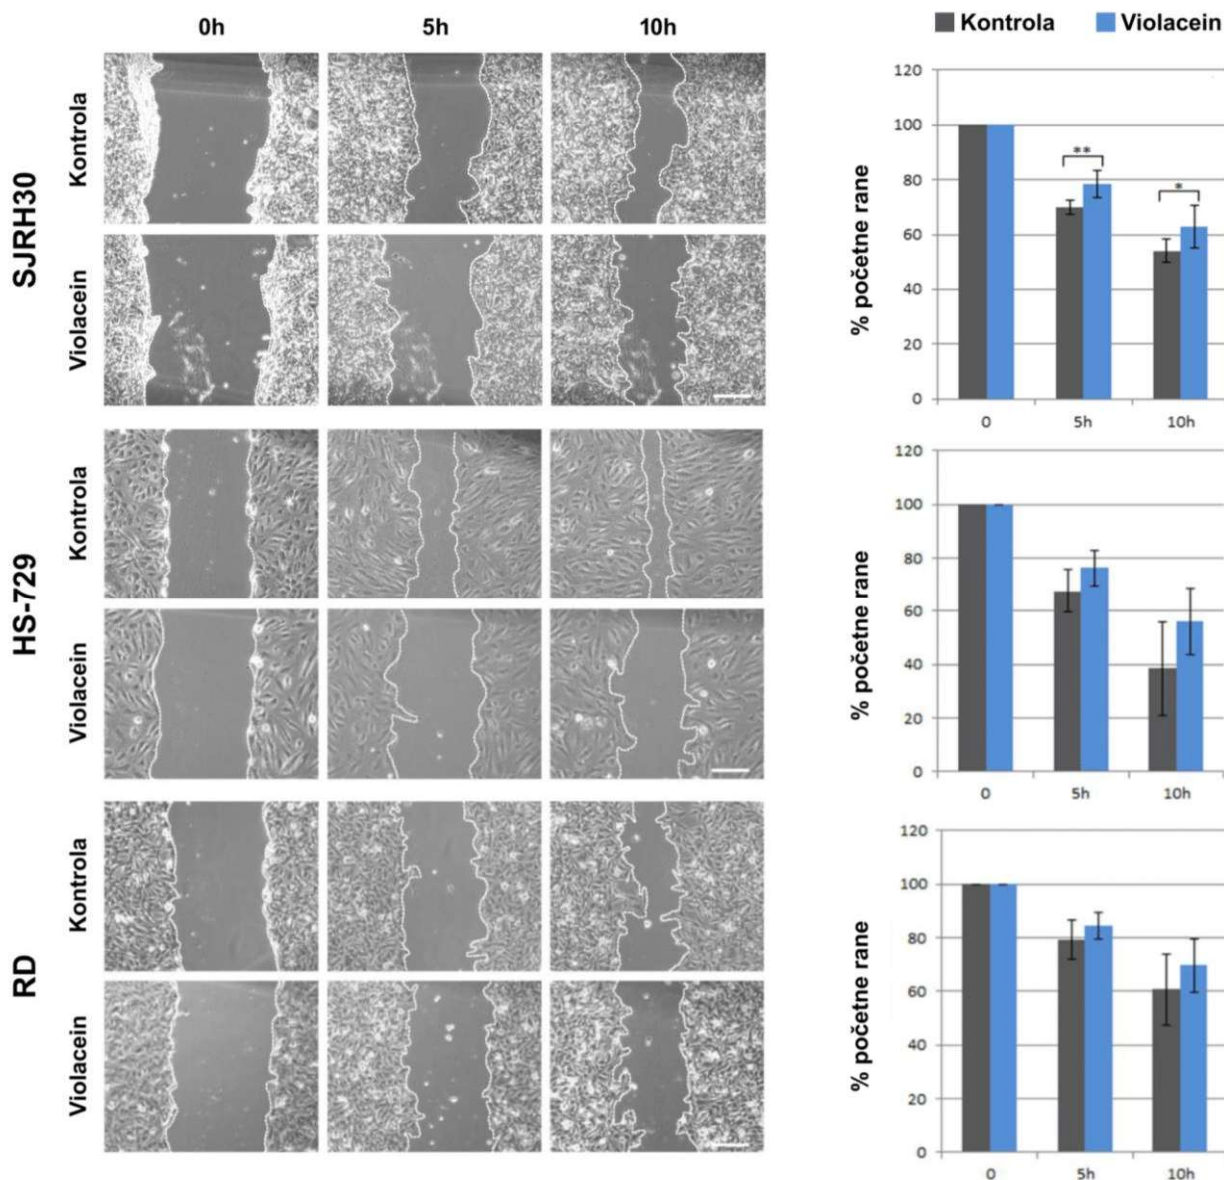 0h 5h 10h
Kontrola Violacein
SJRH30
Kontrola
Violacein
% početne rane
120
100
80
60
40
20
0
**
*
0 5h 10h
HS-729
Kontrola
Violacein
% početne rane
120
100
80
60
40
20
0
0 5h 10h
RD
Kontrola
Violacein
% početne rane
120
100
80
60
40
20
0
0 5h 10h